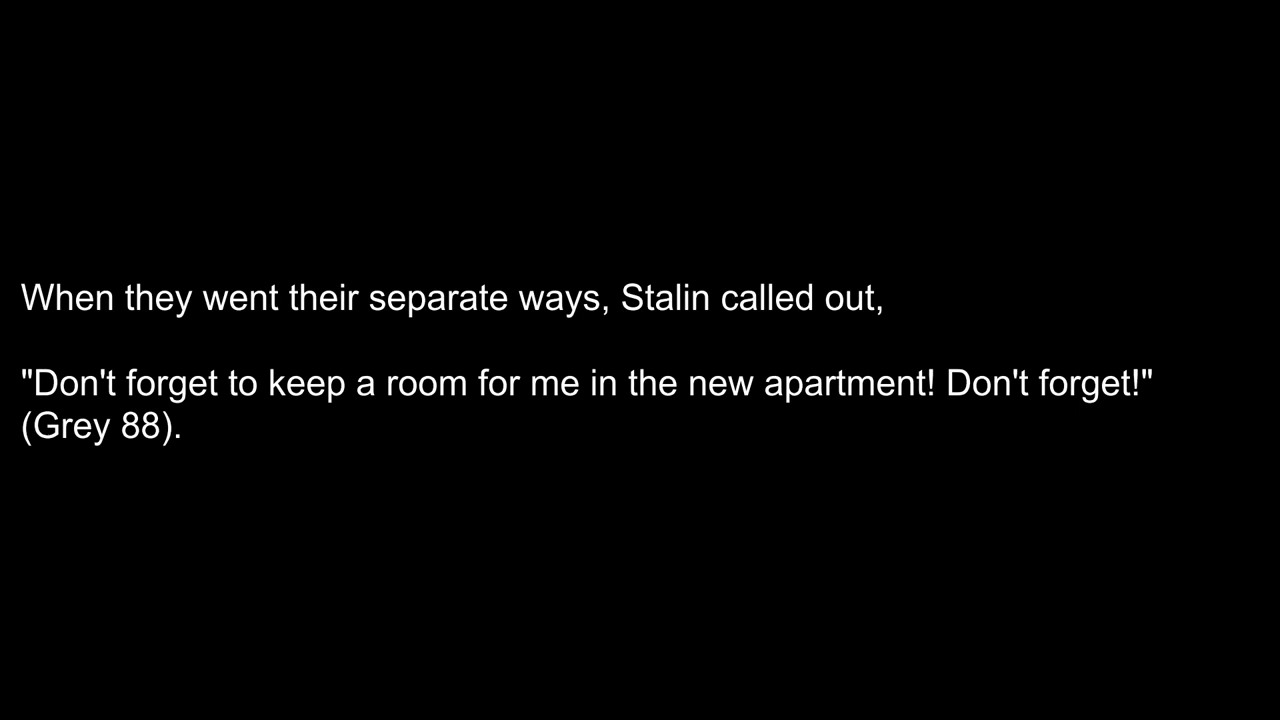 When they went their separate ways, Stalin called out,
"Don't forget to keep a room for me in the new apartment! Don't forget!"
(Grey 88).